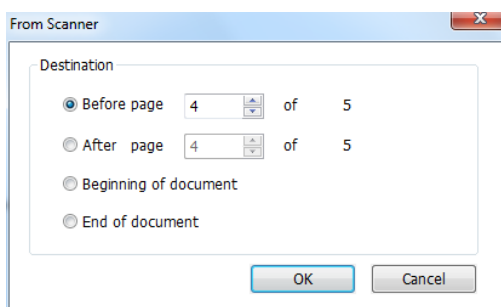 From Scanner
Destination
Before page 4 of 5
After page 4 of 5
Beginning of document
End of document
OK Cancel